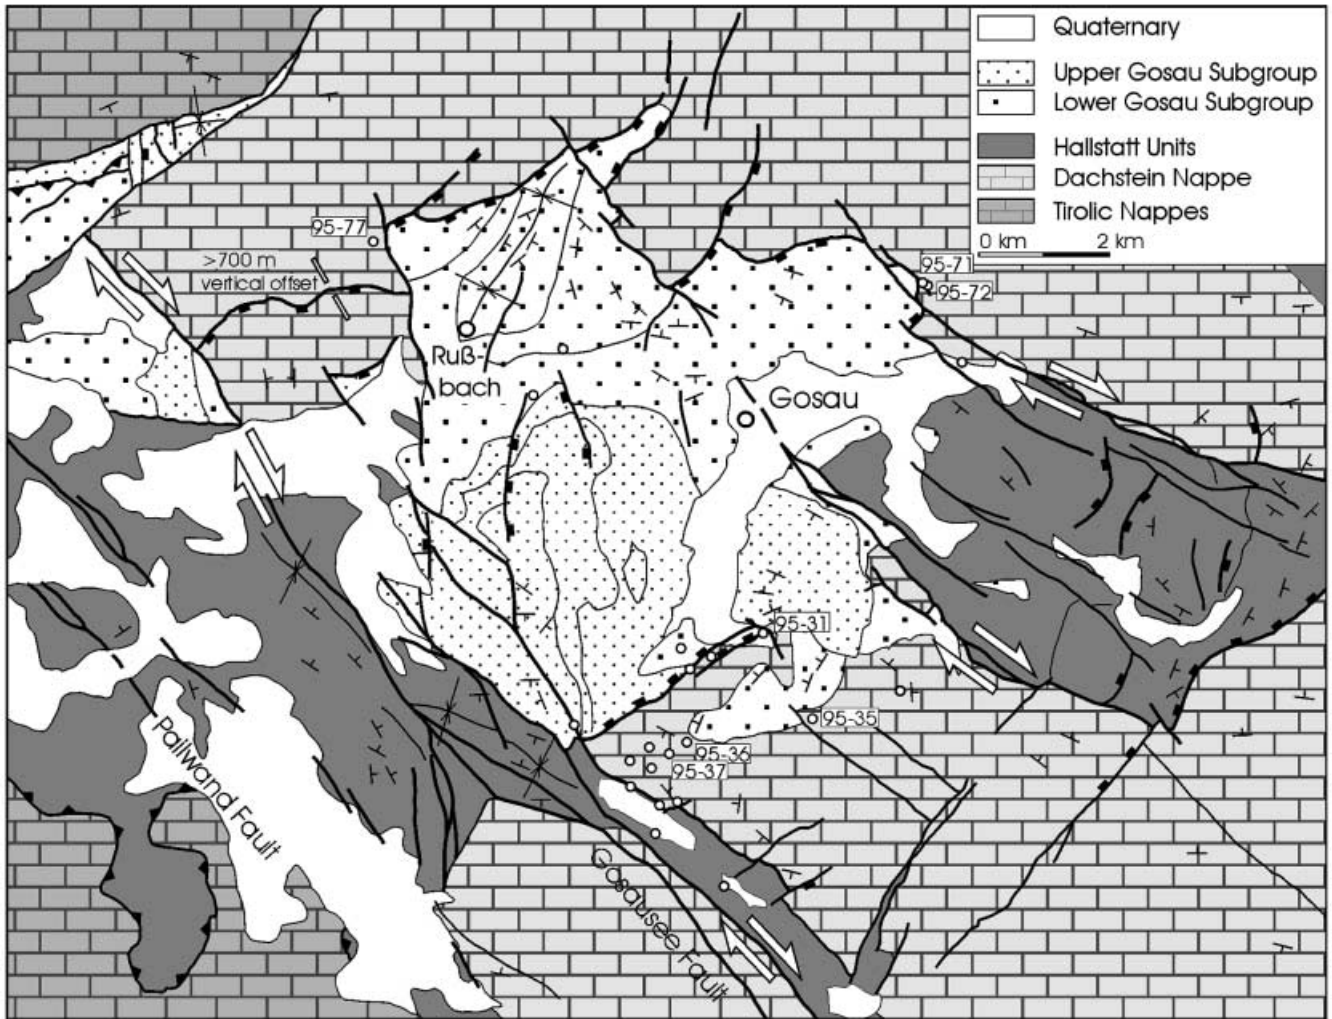 Quaternary
Upper Gosau Subgroup
Lower Gosau Subgroup
Hallstatt Units
Dachstein Nappe
Tirolic Nappes
0 km 2 km
95-77
>700 m
vertical offset
95-71
95-72
Ruß-
bach
Gosau
95-31
95-35
95-36
95-37
Pailwand Fault
Gosausee Fault